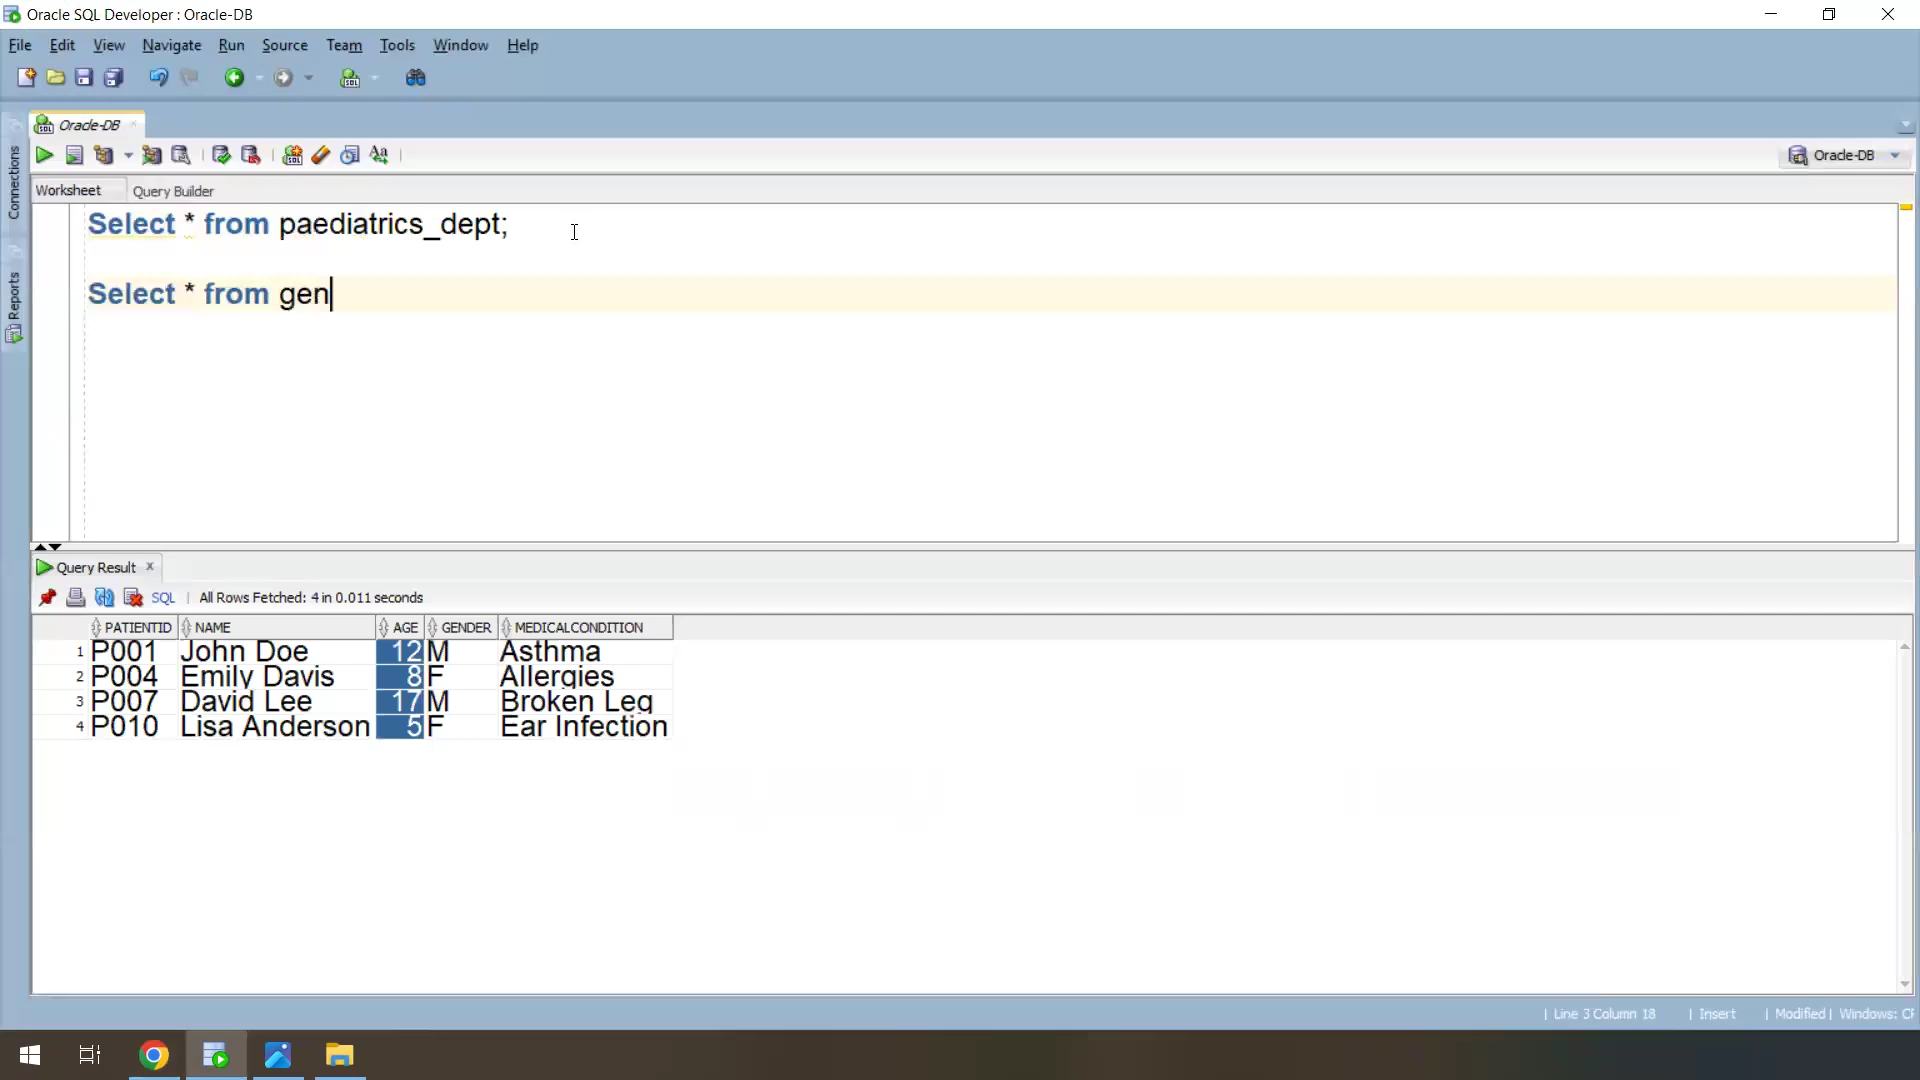 Oracle SQL Developer : Oracle-DB
File Edit View Navigate Run Source Team Tools Window Help
Oracle-DB
Oracle-DB
Worksheet Query Builder
Select * from paediatrics_dept;
Select * from gen
Connections
Reports
Query Result
SQL | All Rows Fetched: 4 in 0.011 seconds
PATIENTID NAME AGE GENDER MEDICALCONDITION
1 P001 John Doe 12 M Asthma
2 P004 Emily Davis 8 F Allergies
3 P007 David Lee 17 M Broken Leg
4 P010 Lisa Anderson 5 F Ear Infection
| Line 3 Column 18 | Insert | Modified | Windows: CF